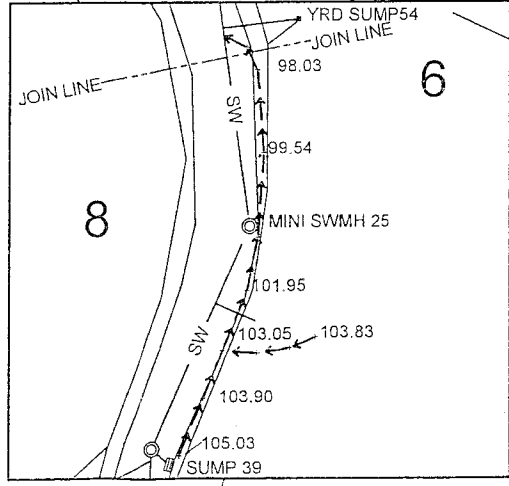 YRD SUMP54
JOIN LINE
JOIN LINE
98.03
6
SW
99.54
8
MINI SWMH 25
101.95
SW
103.05
103.83
103.90
105.03
SUMP 39